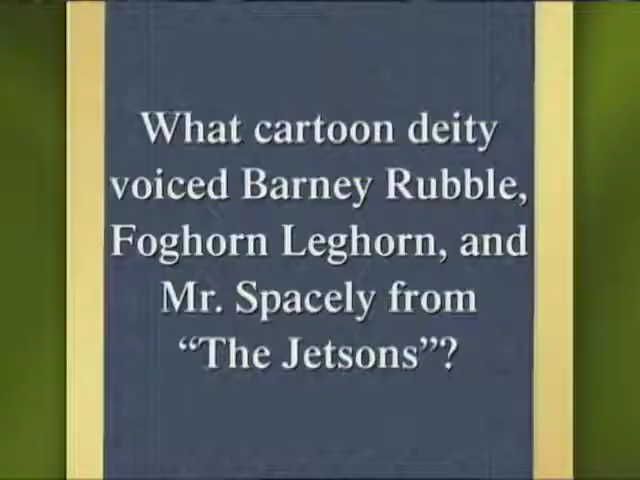 What cartoon deity
voiced Barney Rubble,
Foghorn Leghorn, and
Mr. Spacely from
“The Jetsons”?